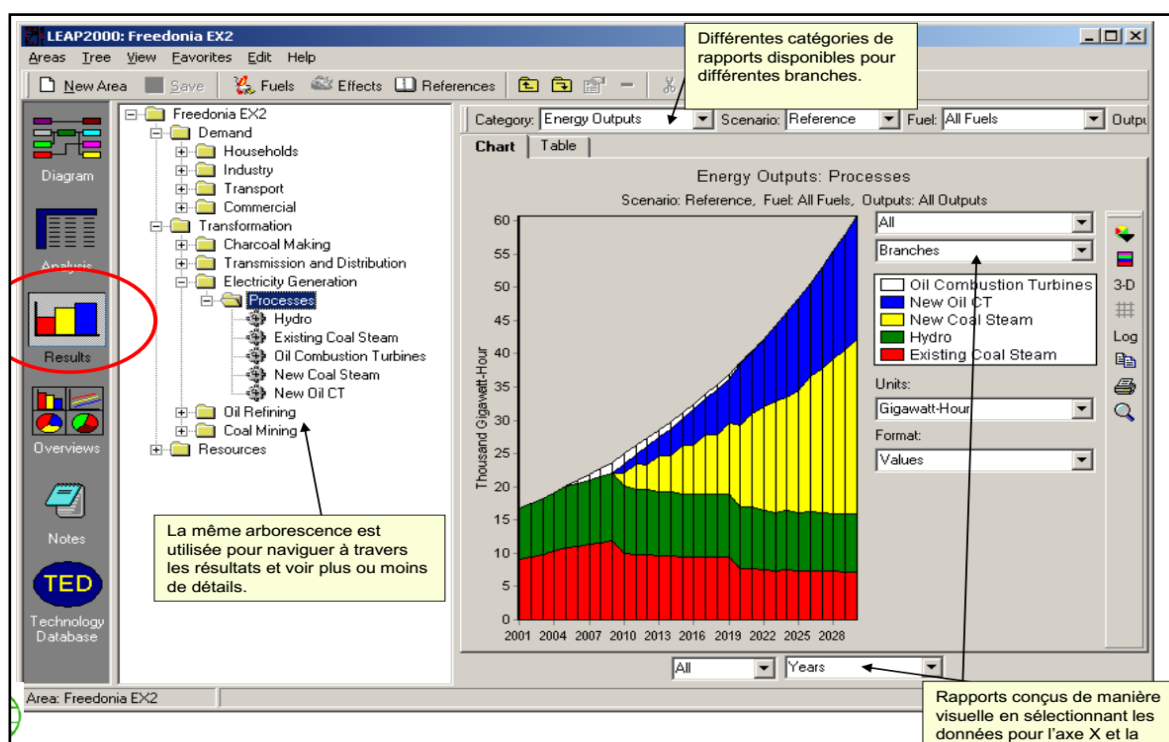 LEAP2000: Freedonia EX2
Areas Tree View Favorites Edit Help
New Area Save Fuels Effects References
Différentes catégories de
rapports disponibles pour
différentes branches.
Diagram
Analysis
Results
Overviews
Notes
TED
Technology
Database
Freedonia EX2
Demand
Households
Industry
Transport
Commercial
Transformation
Charcoal Making
Transmission and Distribution
Electricity Generation
Processes
Hydro
Existing Coal Steam
Oil Combustion Turbines
New Coal Steam
New Oil CT
Oil Refining
Coal Mining
Resources
La même arborescence est
utilisée pour naviguer à travers
les résultats et voir plus ou moins
de détails.
Category: Energy Outputs Scenario: Reference Fuel: All Fuels Outpu
Chart Table
Energy Outputs: Processes
Scenario: Reference, Fuel: All Fuels, Outputs: All Outputs
Thousand Gigawatt-Hour
60
55
50
45
40
35
30
25
20
15
10
5
0
2001 2004 2007 2010 2013 2016 2019 2022 2025 2028
All
Branches
Oil Combustion Turbines
New Oil CT
New Coal Steam
Hydro
Existing Coal Steam
Units:
Gigawatt-Hour
Format:
Values
3-D
Log
All Years
Area: Freedonia EX2
Rapports conçus de manière
visuelle en sélectionnant les
données pour l'axe X et la